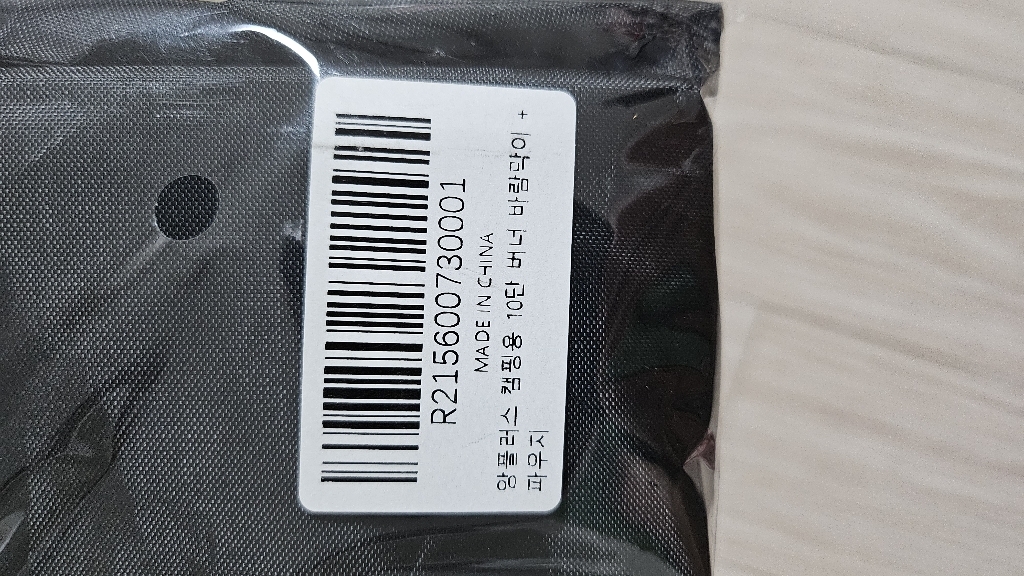 R215600730001
MADE IN CHINA
앙플러스 캠핑용 10단 버너 바람막이 +
파우지